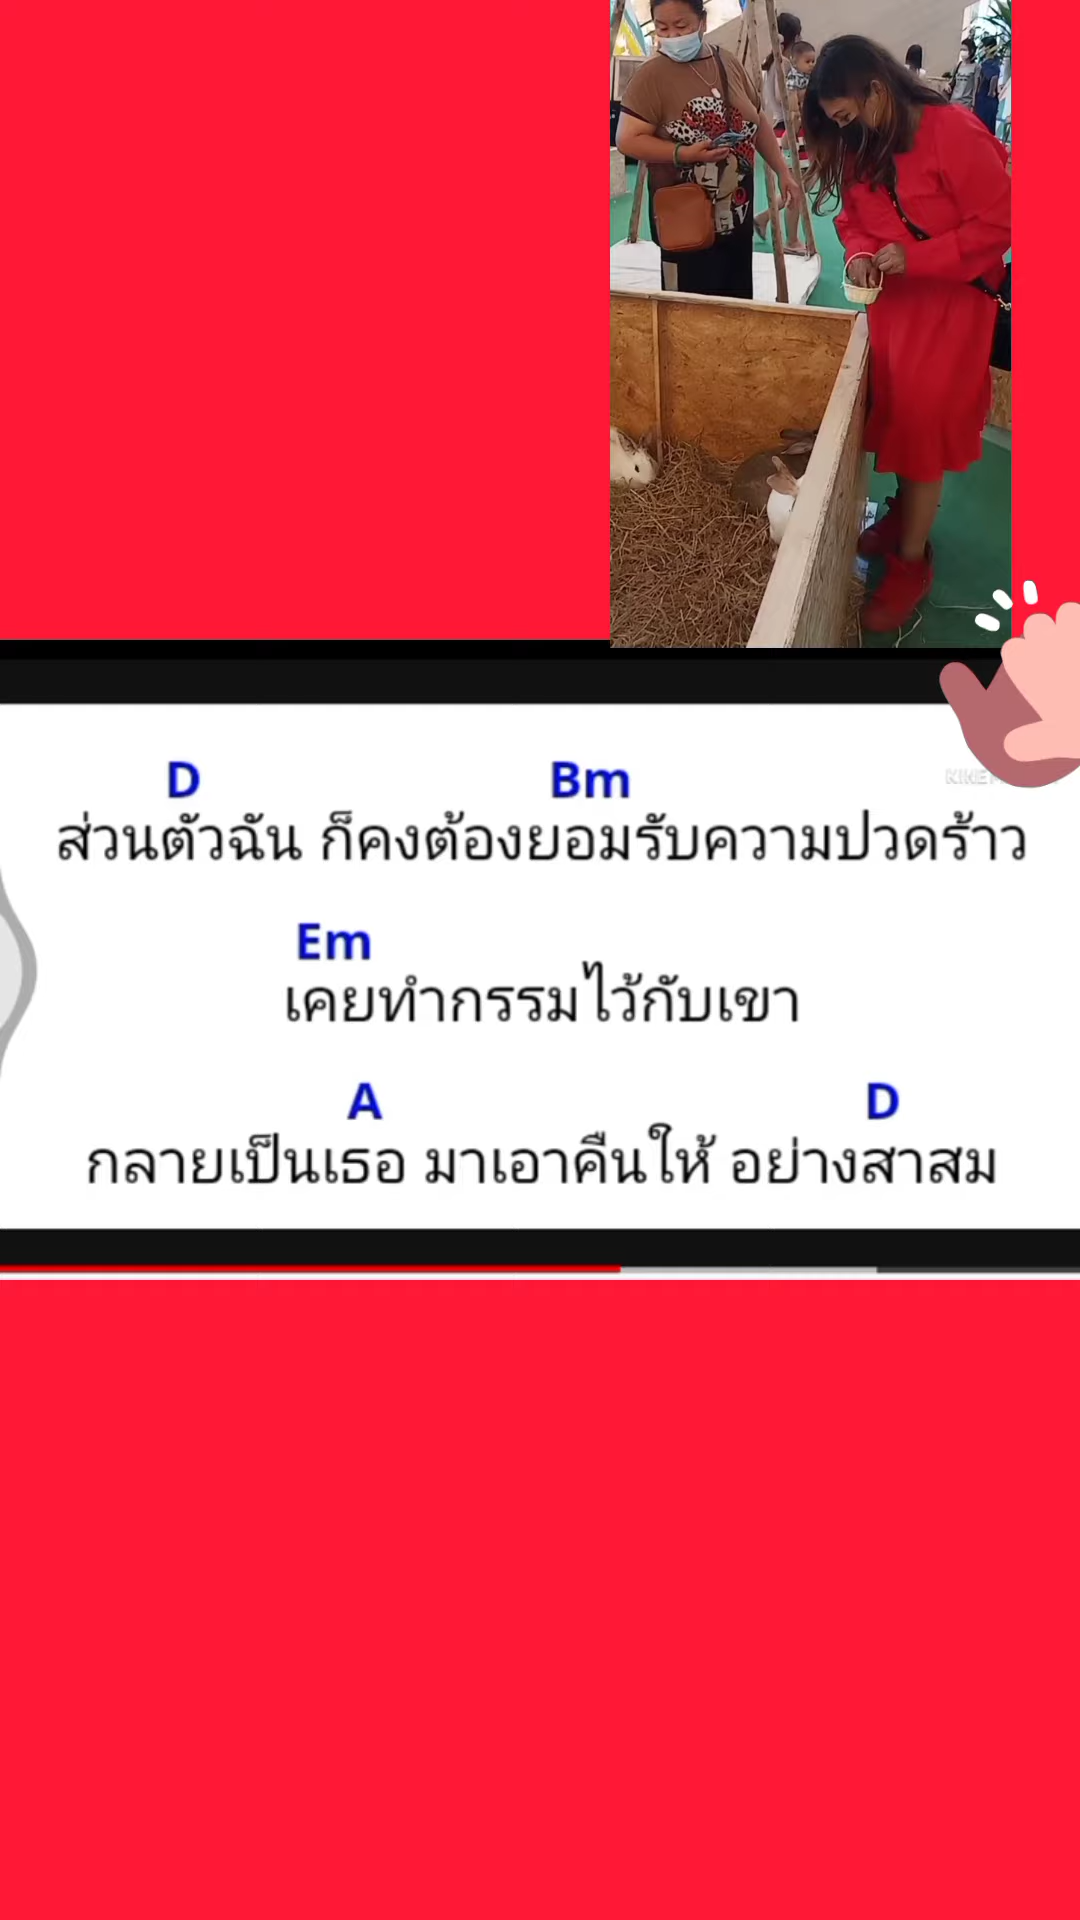 D Bm
ส่วนตัวฉัน ก็คงต้องยอมรับความปวดร้าว
Em
เคยทำกรรมไว้กับเขา
A D
กลายเป็นเธอ มาเอาคืนให้ อย่างสาสม